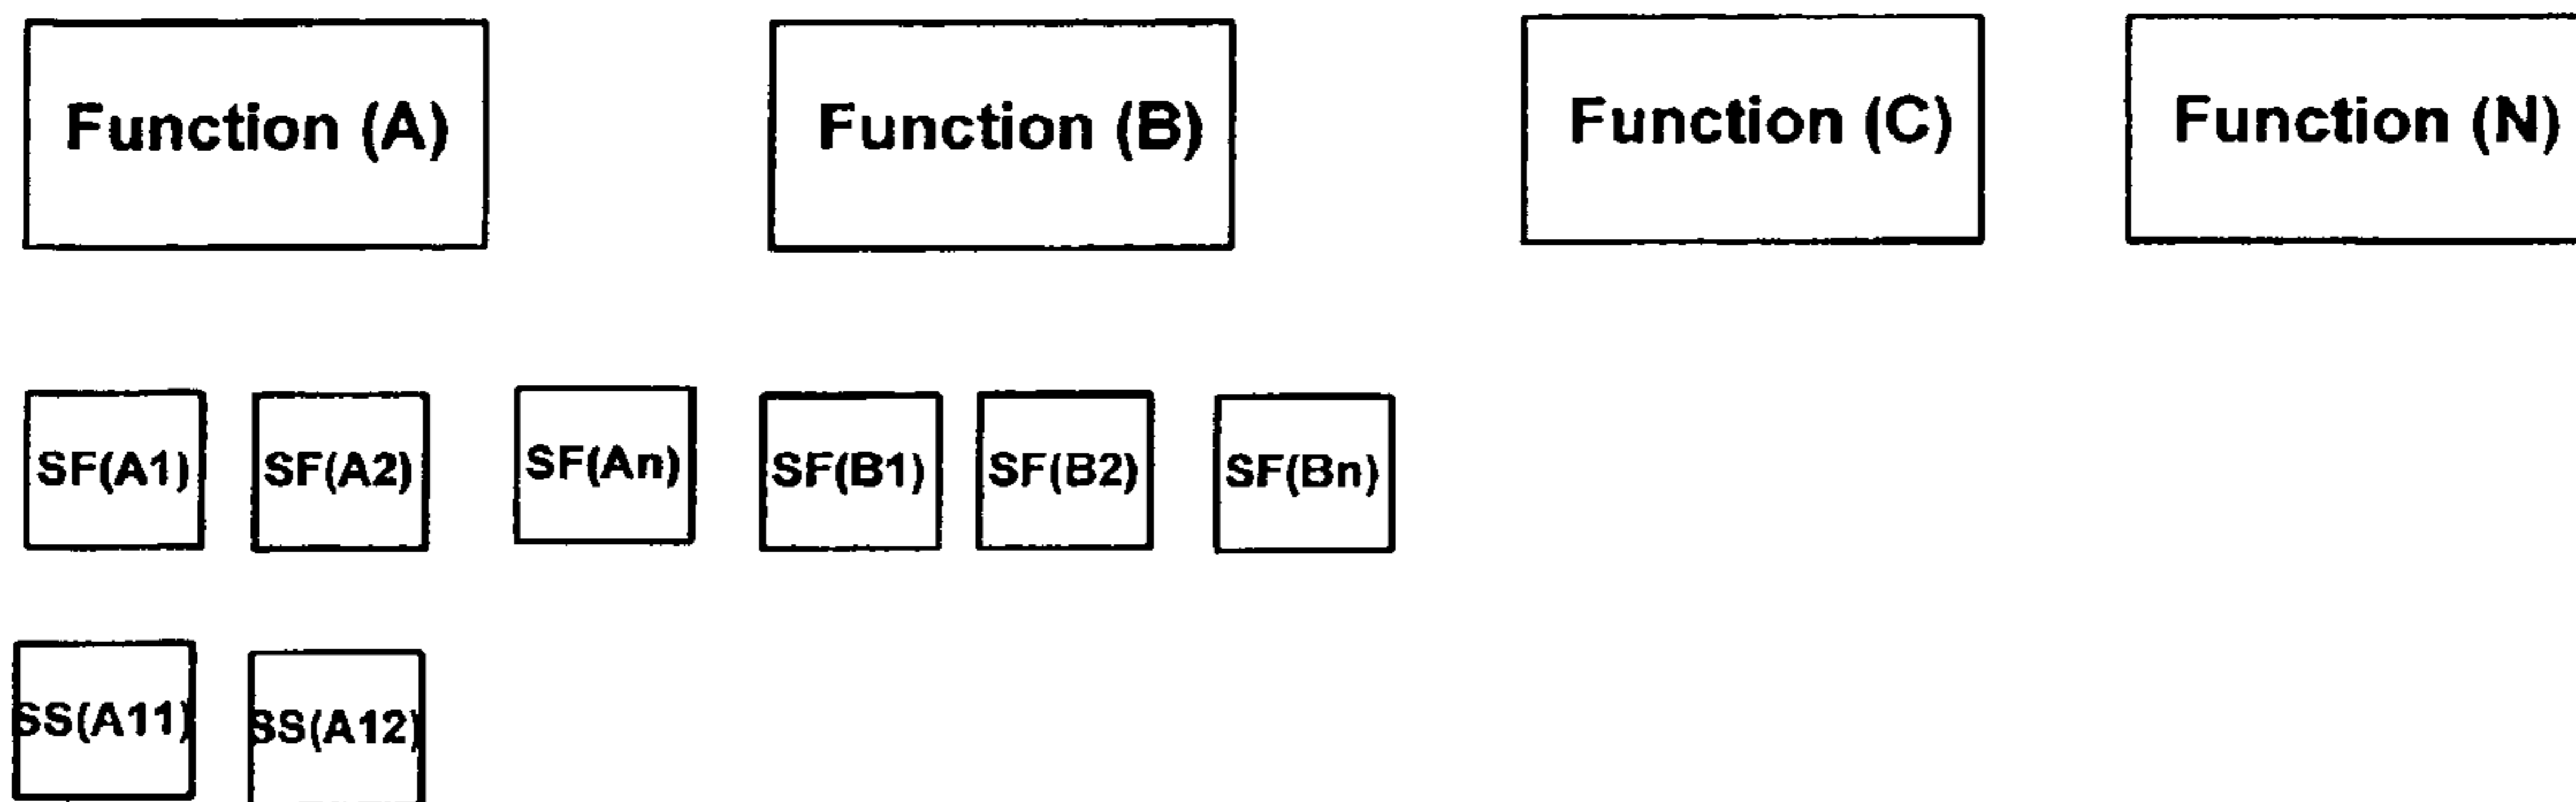 Function (A) Function (B) Function (C) Function (N)
SF(A1) SF(A2) SF(An) SF(B1) SF(B2) SF(Bn)
SS(A11) SS(A12)